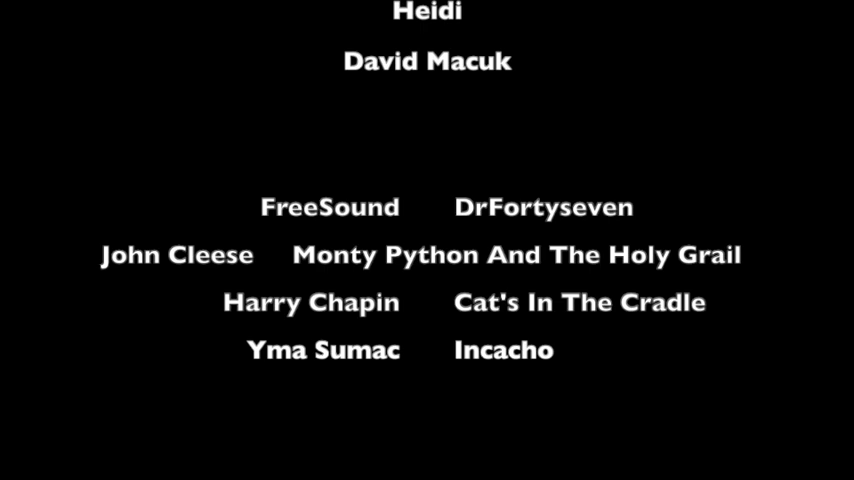 Heidi
David Macuk
FreeSound DrFortyseven
John Cleese Monty Python And The Holy Grail
Harry Chapin Cat's In The Cradle
Yma Sumac Incacho